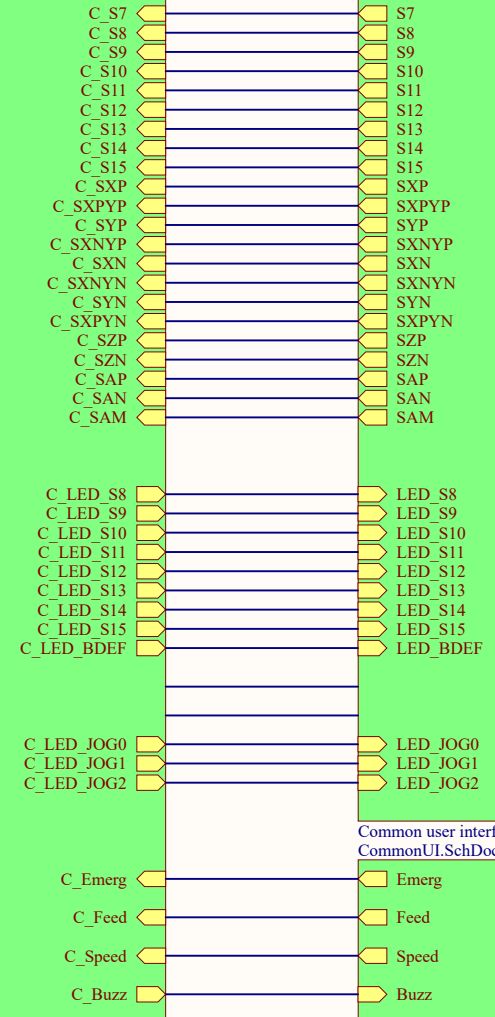 C_S7 S7
C_S8 S8
C_S9 S9
C_S10 S10
C_S11 S11
C_S12 S12
C_S13 S13
C_S14 S14
C_S15 S15
C_SXP SXP
C_SXPYP SXPYP
C_SYP SYP
C_SXNYP SXNYP
C_SXN SXN
C_SXNYN SXNYN
C_SYN SYN
C_SXPYN SXPYN
C_SZP SZP
C_SZN SZN
C_SAP SAP
C_SAN SAN
C_SAM SAM
C_LED_S8 LED_S8
C_LED_S9 LED_S9
C_LED_S10 LED_S10
C_LED_S11 LED_S11
C_LED_S12 LED_S12
C_LED_S13 LED_S13
C_LED_S14 LED_S14
C_LED_S15 LED_S15
C_LED_BDEF LED_BDEF
C_LED_JOG0 LED_JOG0
C_LED_JOG1 LED_JOG1
C_LED_JOG2 LED_JOG2
Common user interf
CommonUI.SchDoc
C_Emerg Emerg
C_Feed Feed
C_Speed Speed
C_Buzz Buzz